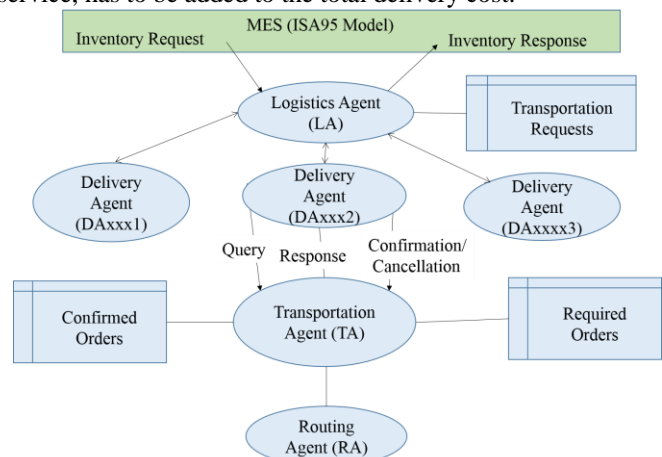 service, has to be added to the total delivery cost.
MES (ISA95 Model)
Inventory Request
Inventory Response
Logistics Agent
(LA)
Transportation
Requests
Delivery
Agent
(DAxxx1)
Delivery
Agent
(DAxxx2)
Delivery
Agent
(DAxxxx3)
Query
Response
Confirmation/
Cancellation
Confirmed
Orders
Transportation
Agent (TA)
Required
Orders
Routing
Agent (RA)